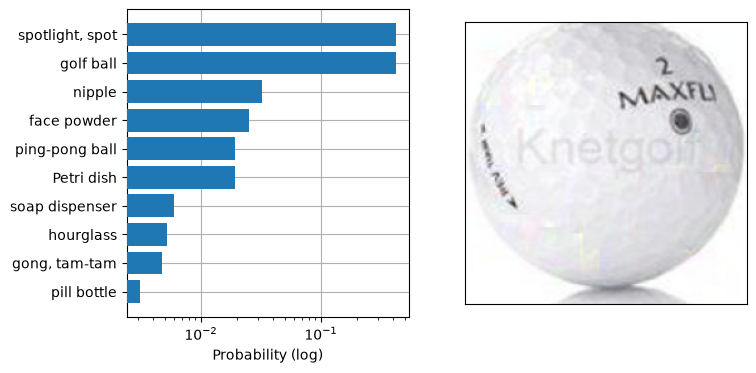 spotlight, spot
golf ball
nipple
face powder
ping-pong ball
Petri dish
soap dispenser
hourglass
gong, tam-tam
pill bottle
10⁻² 10⁻¹
Probability (log)
2
MAXFLI
Knetgolf